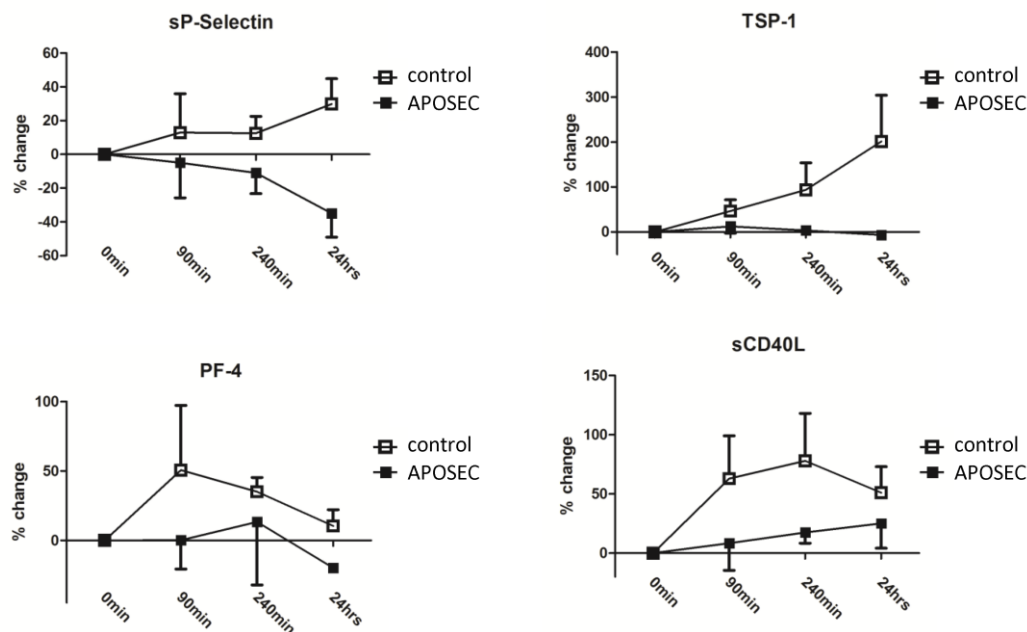 sP-Selectin
60
40
20
0
-20
-40
-60
% change
0min
90min
240min
24hrs
control
APOSEC
TSP-1
400
300
200
100
0
% change
0min
90min
240min
24hrs
control
APOSEC
PF-4
100
50
0
% change
0min
90min
240min
24hrs
control
APOSEC
sCD40L
150
100
50
0
% change
0min
90min
240min
24hrs
control
APOSEC